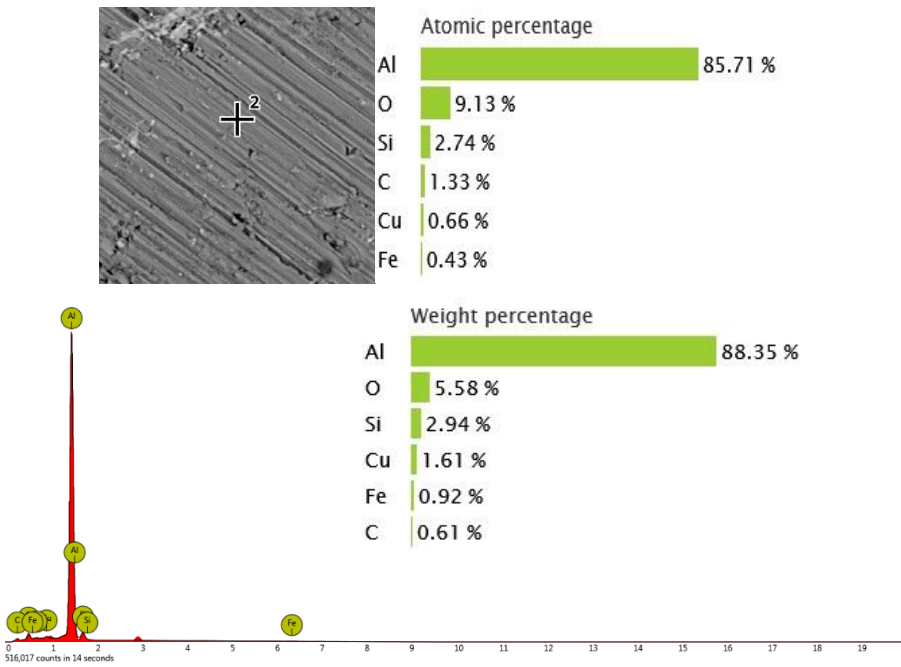 Atomic percentage
2
Al 85.71 %
O 9.13 %
Si 2.74 %
C 1.33 %
Cu 0.66 %
Fe 0.43 %
Weight percentage
Al 88.35 %
O 5.58 %
Si 2.94 %
Cu 1.61 %
Fe 0.92 %
C 0.61 %
Al
Al
C Fe u Si Fe
0 1 2 3 4 5 6 7 8 9 10 11 12 13 14 15 16 17 18 19
516,017 counts in 14 seconds